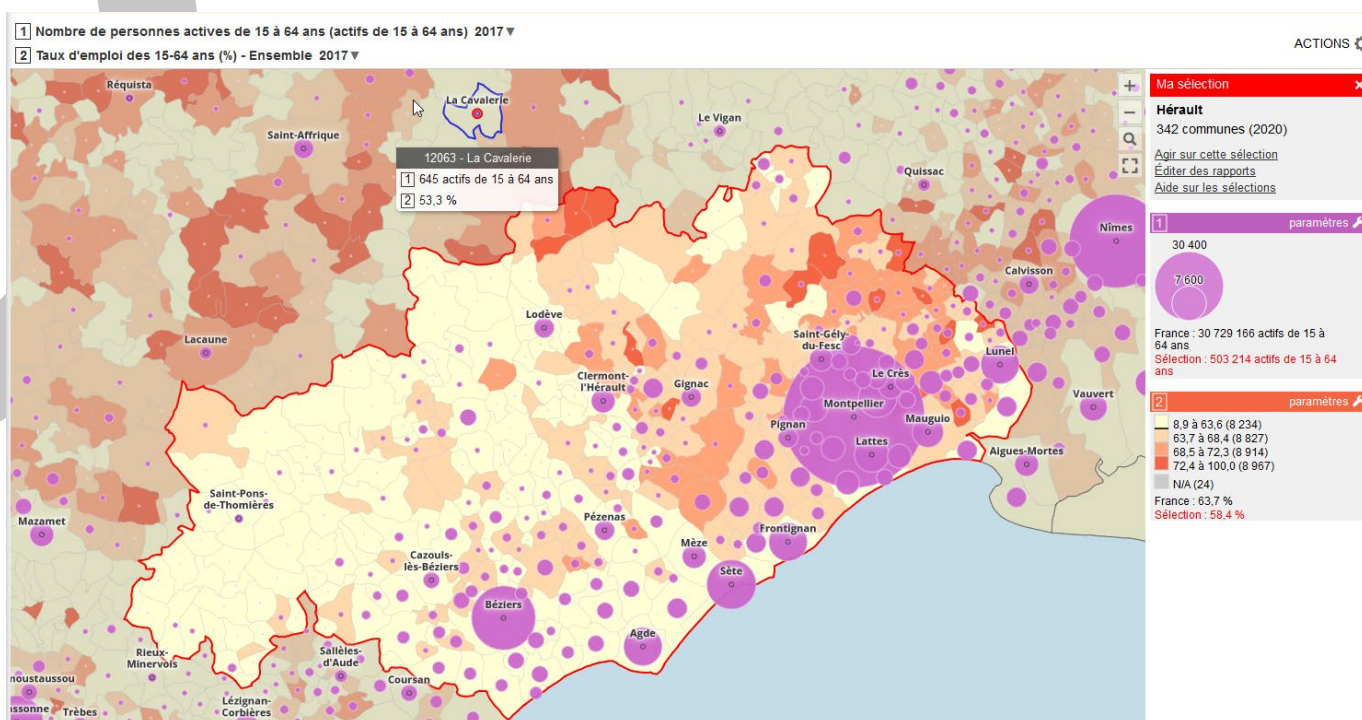 1 Nombre de personnes actives de 15 à 64 ans (actifs de 15 à 64 ans) 2017▼
2 Taux d'emploi des 15-64 ans (%) - Ensemble 2017▼
ACTIONS
Réquista
La Cavalerie
Le Vigan
Saint-Affrique
12063 - La Cavalerie
1 645 actifs de 15 à 64 ans
2 53,3 %
Quissac
Nîmes
Calvisson
Lodève
Lacaune
Saint-Gély-
du-Fesc
Lunel
Clermont-
l'Hérault
Gignac
Le Crès
Montpellier
Vauvert
Mauguio
Pignan
Lattes
Aigues-Mortes
Saint-Pons-
de-Thomières
Mazamet
Pézenas
Frontignan
Mèze
Cazouls-
lès-Béziers
Sète
Béziers
Agde
Rieux-
Minervois
Sallèles-
d'Aude
Coursan
noustaussou
Lézignan-
Corbières
ssonne
Trèbes
+
−
Ma sélection
Hérault
342 communes (2020)
Agir sur cette sélection
Éditer des rapports
Aide sur les sélections
1 paramètres
30 400
7 600
France : 30 729 166 actifs de 15 à
64 ans
Sélection : 503 214 actifs de 15 à 64
ans
2 paramètres
8,9 à 63,6 (8 234)
63,7 à 68,4 (8 827)
68,5 à 72,3 (8 914)
72,4 à 100,0 (8 967)
N/A (24)
France : 63,7 %
Sélection : 58,4 %